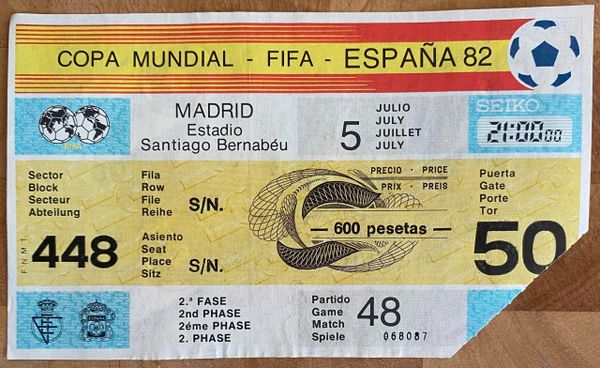 COPA MUNDIAL - FIFA - ESPAÑA 82
FIFA
MADRID
Estadio
Santiago Bernabéu
5
JULIO
JULY
JUILLET
JULY
SEIKO
21:00:00
Sector
Block
Secteur
Abteilung
448
Fila
Row
File
Reihe
S/N.
Asiento
Seat
Place
Sitz
S/N.
PRECIO - PRICE
PRIX - PREIS
600 pesetas
Puerta
Gate
Porte
Tor
50
F.N.M.T.
2.ª FASE
2nd PHASE
2éme PHASE
2. PHASE
Partido
Game
Match
Spiele
48
068087